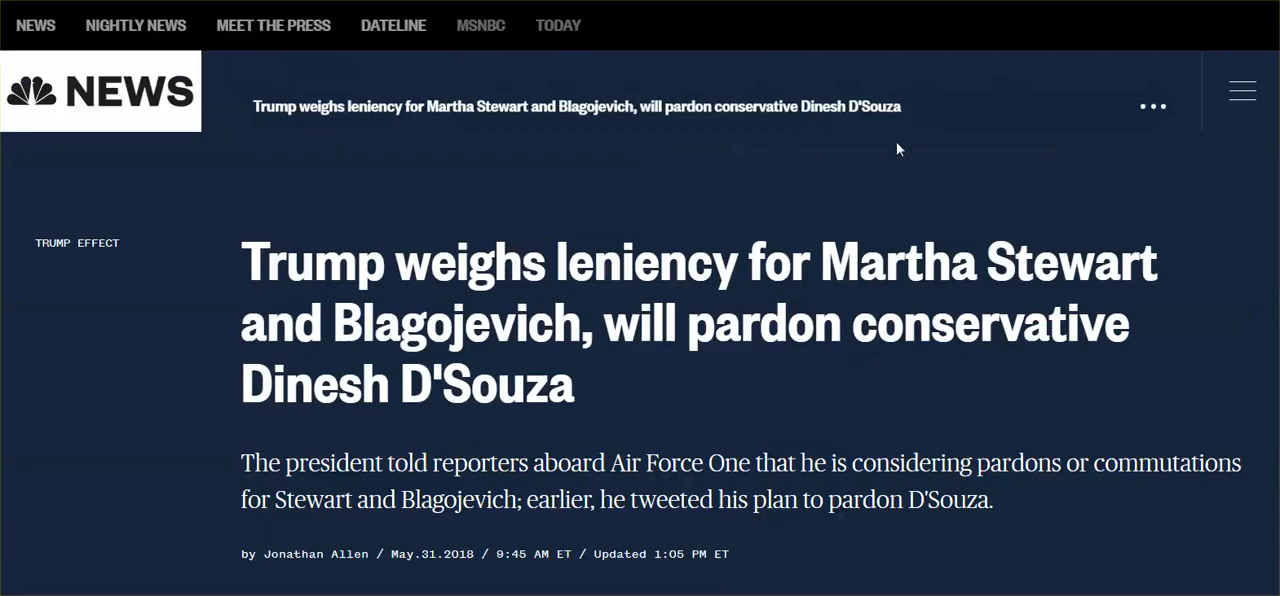 NEWS NIGHTLY NEWS MEET THE PRESS DATELINE MSNBC TODAY
NEWS
Trump weighs leniency for Martha Stewart and Blagojevich, will pardon conservative Dinesh D'Souza
TRUMP EFFECT
Trump weighs leniency for Martha Stewart
and Blagojevich, will pardon conservative
Dinesh D'Souza
The president told reporters aboard Air Force One that he is considering pardons or commutations
for Stewart and Blagojevich; earlier, he tweeted his plan to pardon D'Souza.
by Jonathan Allen / May.31.2018 / 9:45 AM ET / Updated 1:05 PM ET